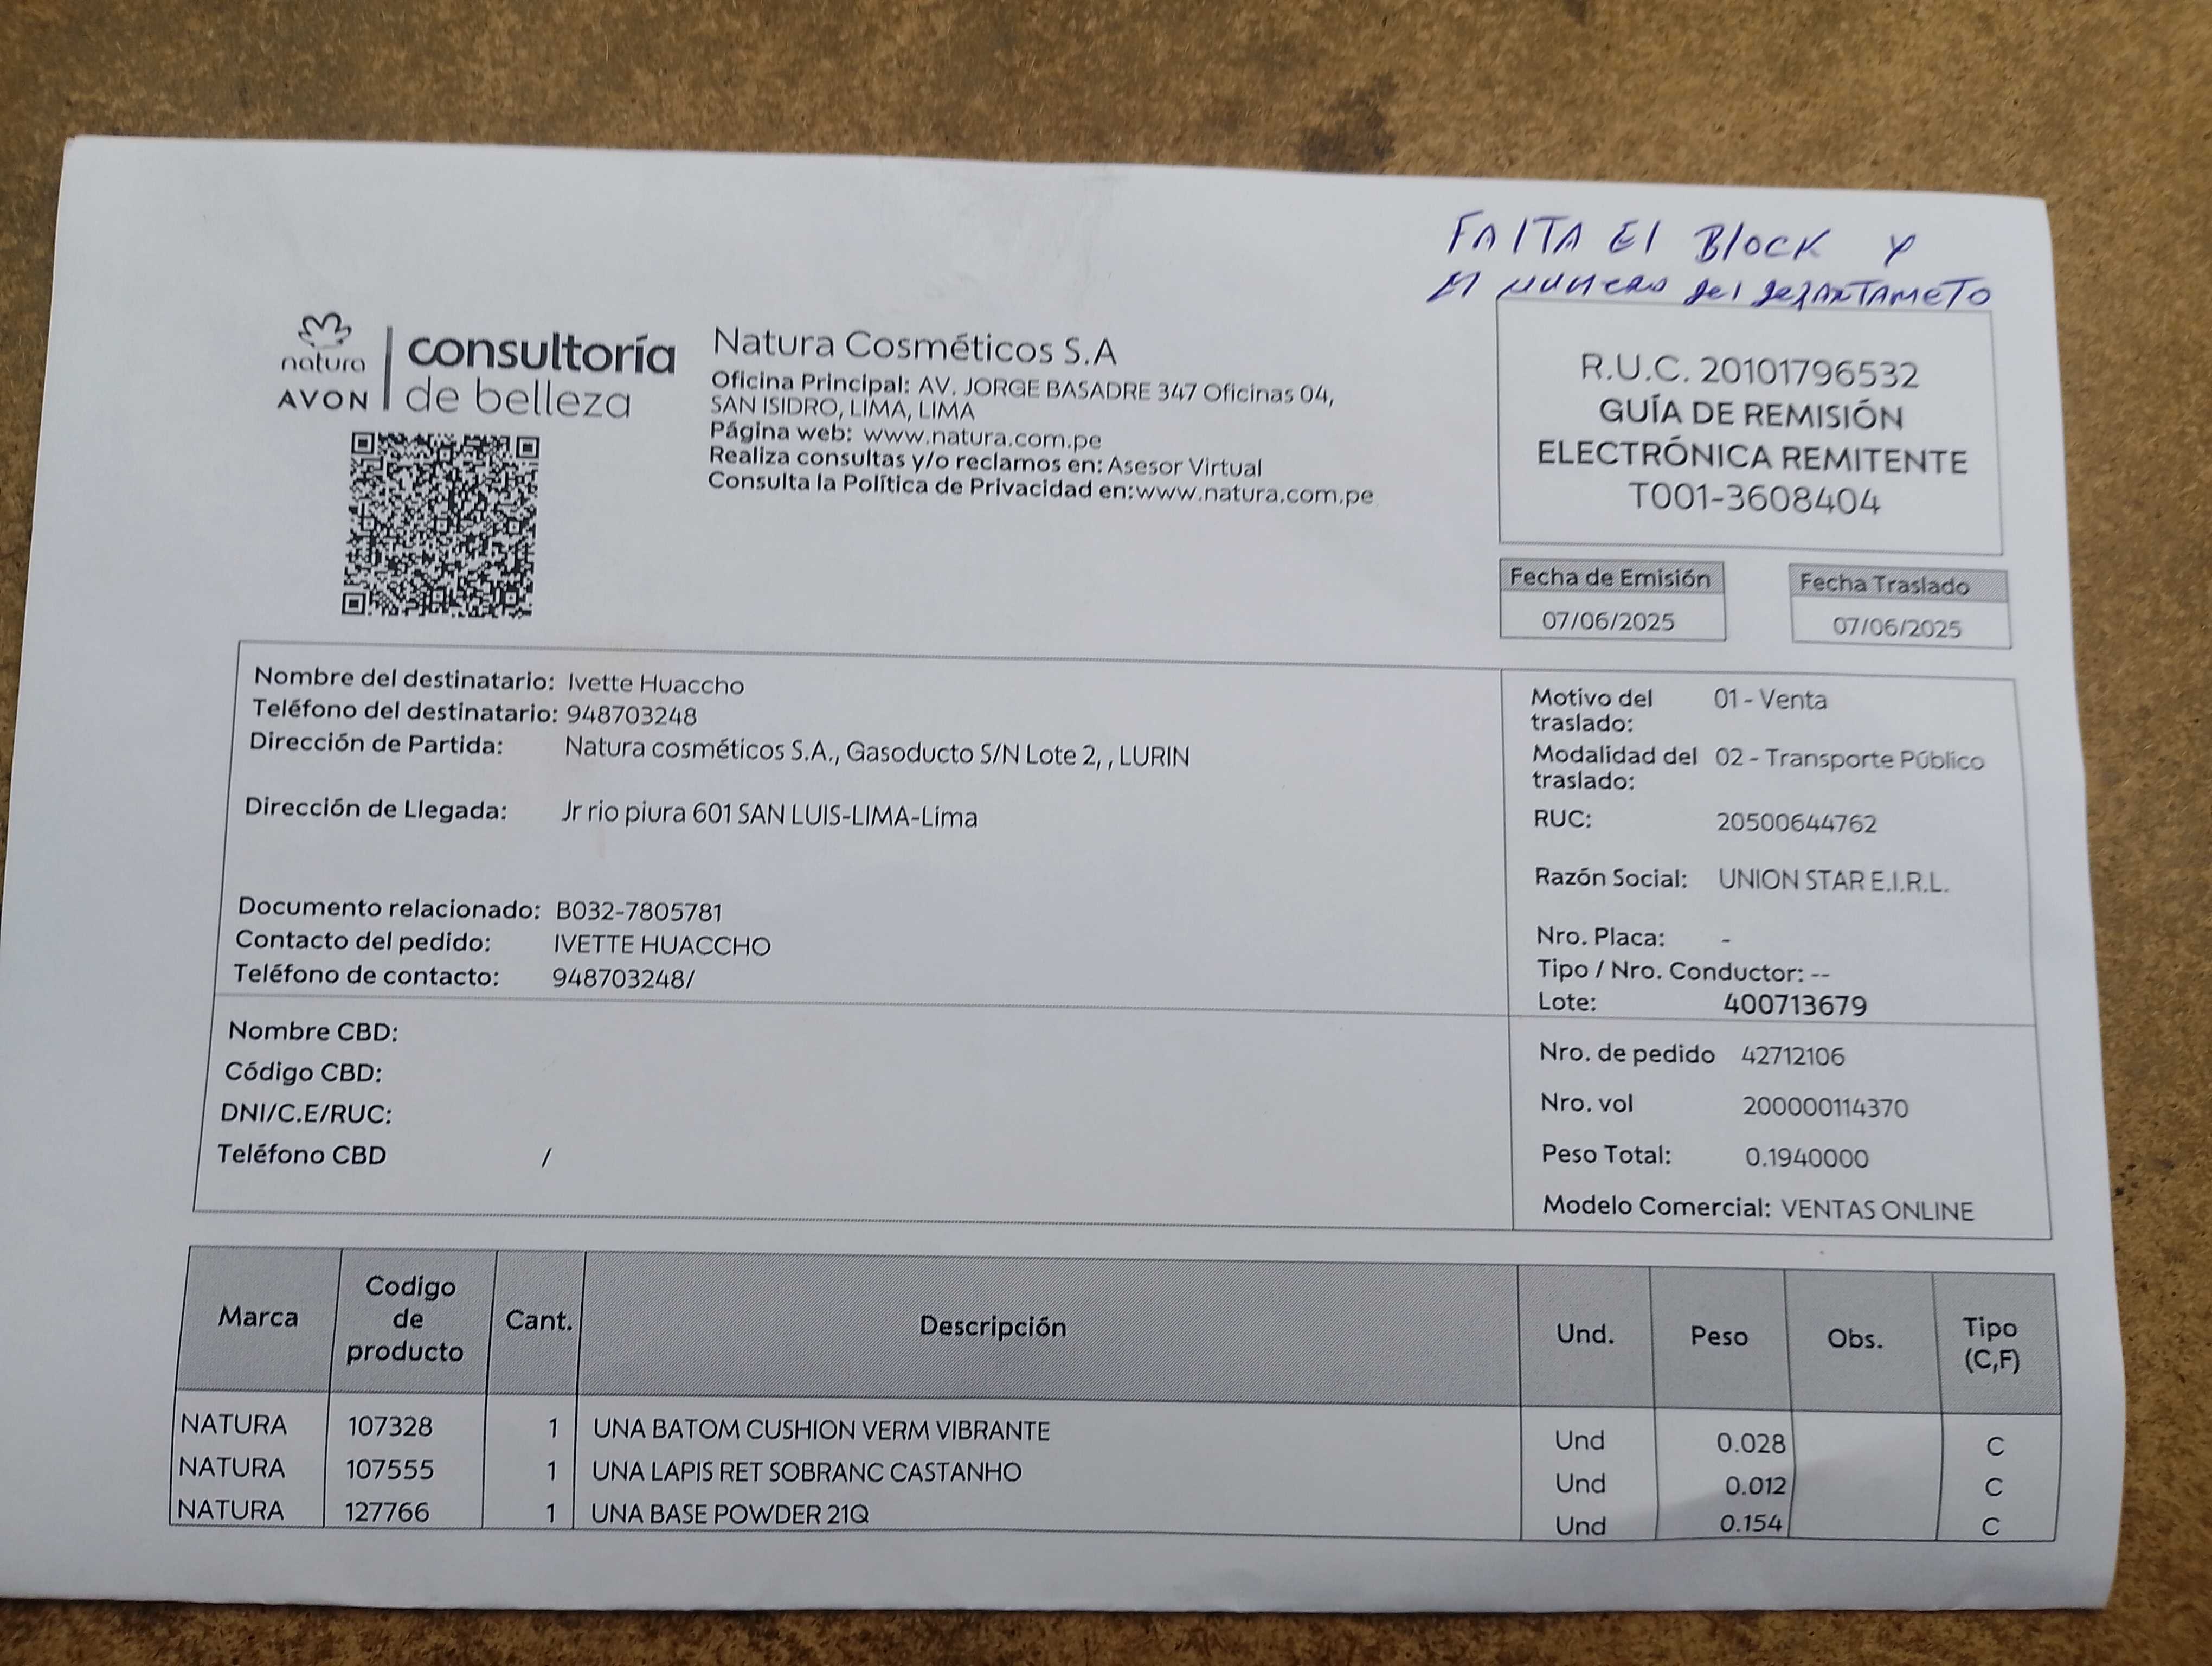 FAlTA El Block y
El numero del departameto
natura
AVON
consultoría
de belleza
Natura Cosméticos S.A
Oficina Principal: AV. JORGE BASADRE 347 Oficinas 04,
SAN ISIDRO, LIMA, LIMA
Página web: www.natura.com.pe
Realiza consultas y/o reclamos en: Asesor Virtual
Consulta la Política de Privacidad en:www.natura.com.pe
R.U.C. 20101796532
GUÍA DE REMISIÓN
ELECTRÓNICA REMITENTE
T001-3608404
Fecha de Emisión
07/06/2025
Fecha Traslado
07/06/2025
Nombre del destinatario: Ivette Huaccho
Teléfono del destinatario: 948703248
Dirección de Partida: Natura cosméticos S.A., Gasoducto S/N Lote 2, , LURIN
Dirección de Llegada: Jr rio piura 601 SAN LUIS-LIMA-Lima
Documento relacionado: B032-7805781
Contacto del pedido: IVETTE HUACCHO
Teléfono de contacto: 948703248/
Nombre CBD:
Código CBD:
DNI/C.E/RUC:
Teléfono CBD /
Motivo del 01 - Venta
traslado:
Modalidad del 02 - Transporte Público
traslado:
RUC: 20500644762
Razón Social: UNION STAR E.I.R.L.
Nro. Placa: -
Tipo / Nro. Conductor: --
Lote: 400713679
Nro. de pedido 42712106
Nro. vol 200000114370
Peso Total: 0.1940000
Modelo Comercial: VENTAS ONLINE
Marca Codigo de producto Cant. Descripción Und. Peso Obs. Tipo (C,F)
NATURA 107328 1 UNA BATOM CUSHION VERM VIBRANTE Und 0.028 C
NATURA 107555 1 UNA LAPIS RET SOBRANC CASTANHO Und 0.012 C
NATURA 127766 1 UNA BASE POWDER 21Q Und 0.154 C